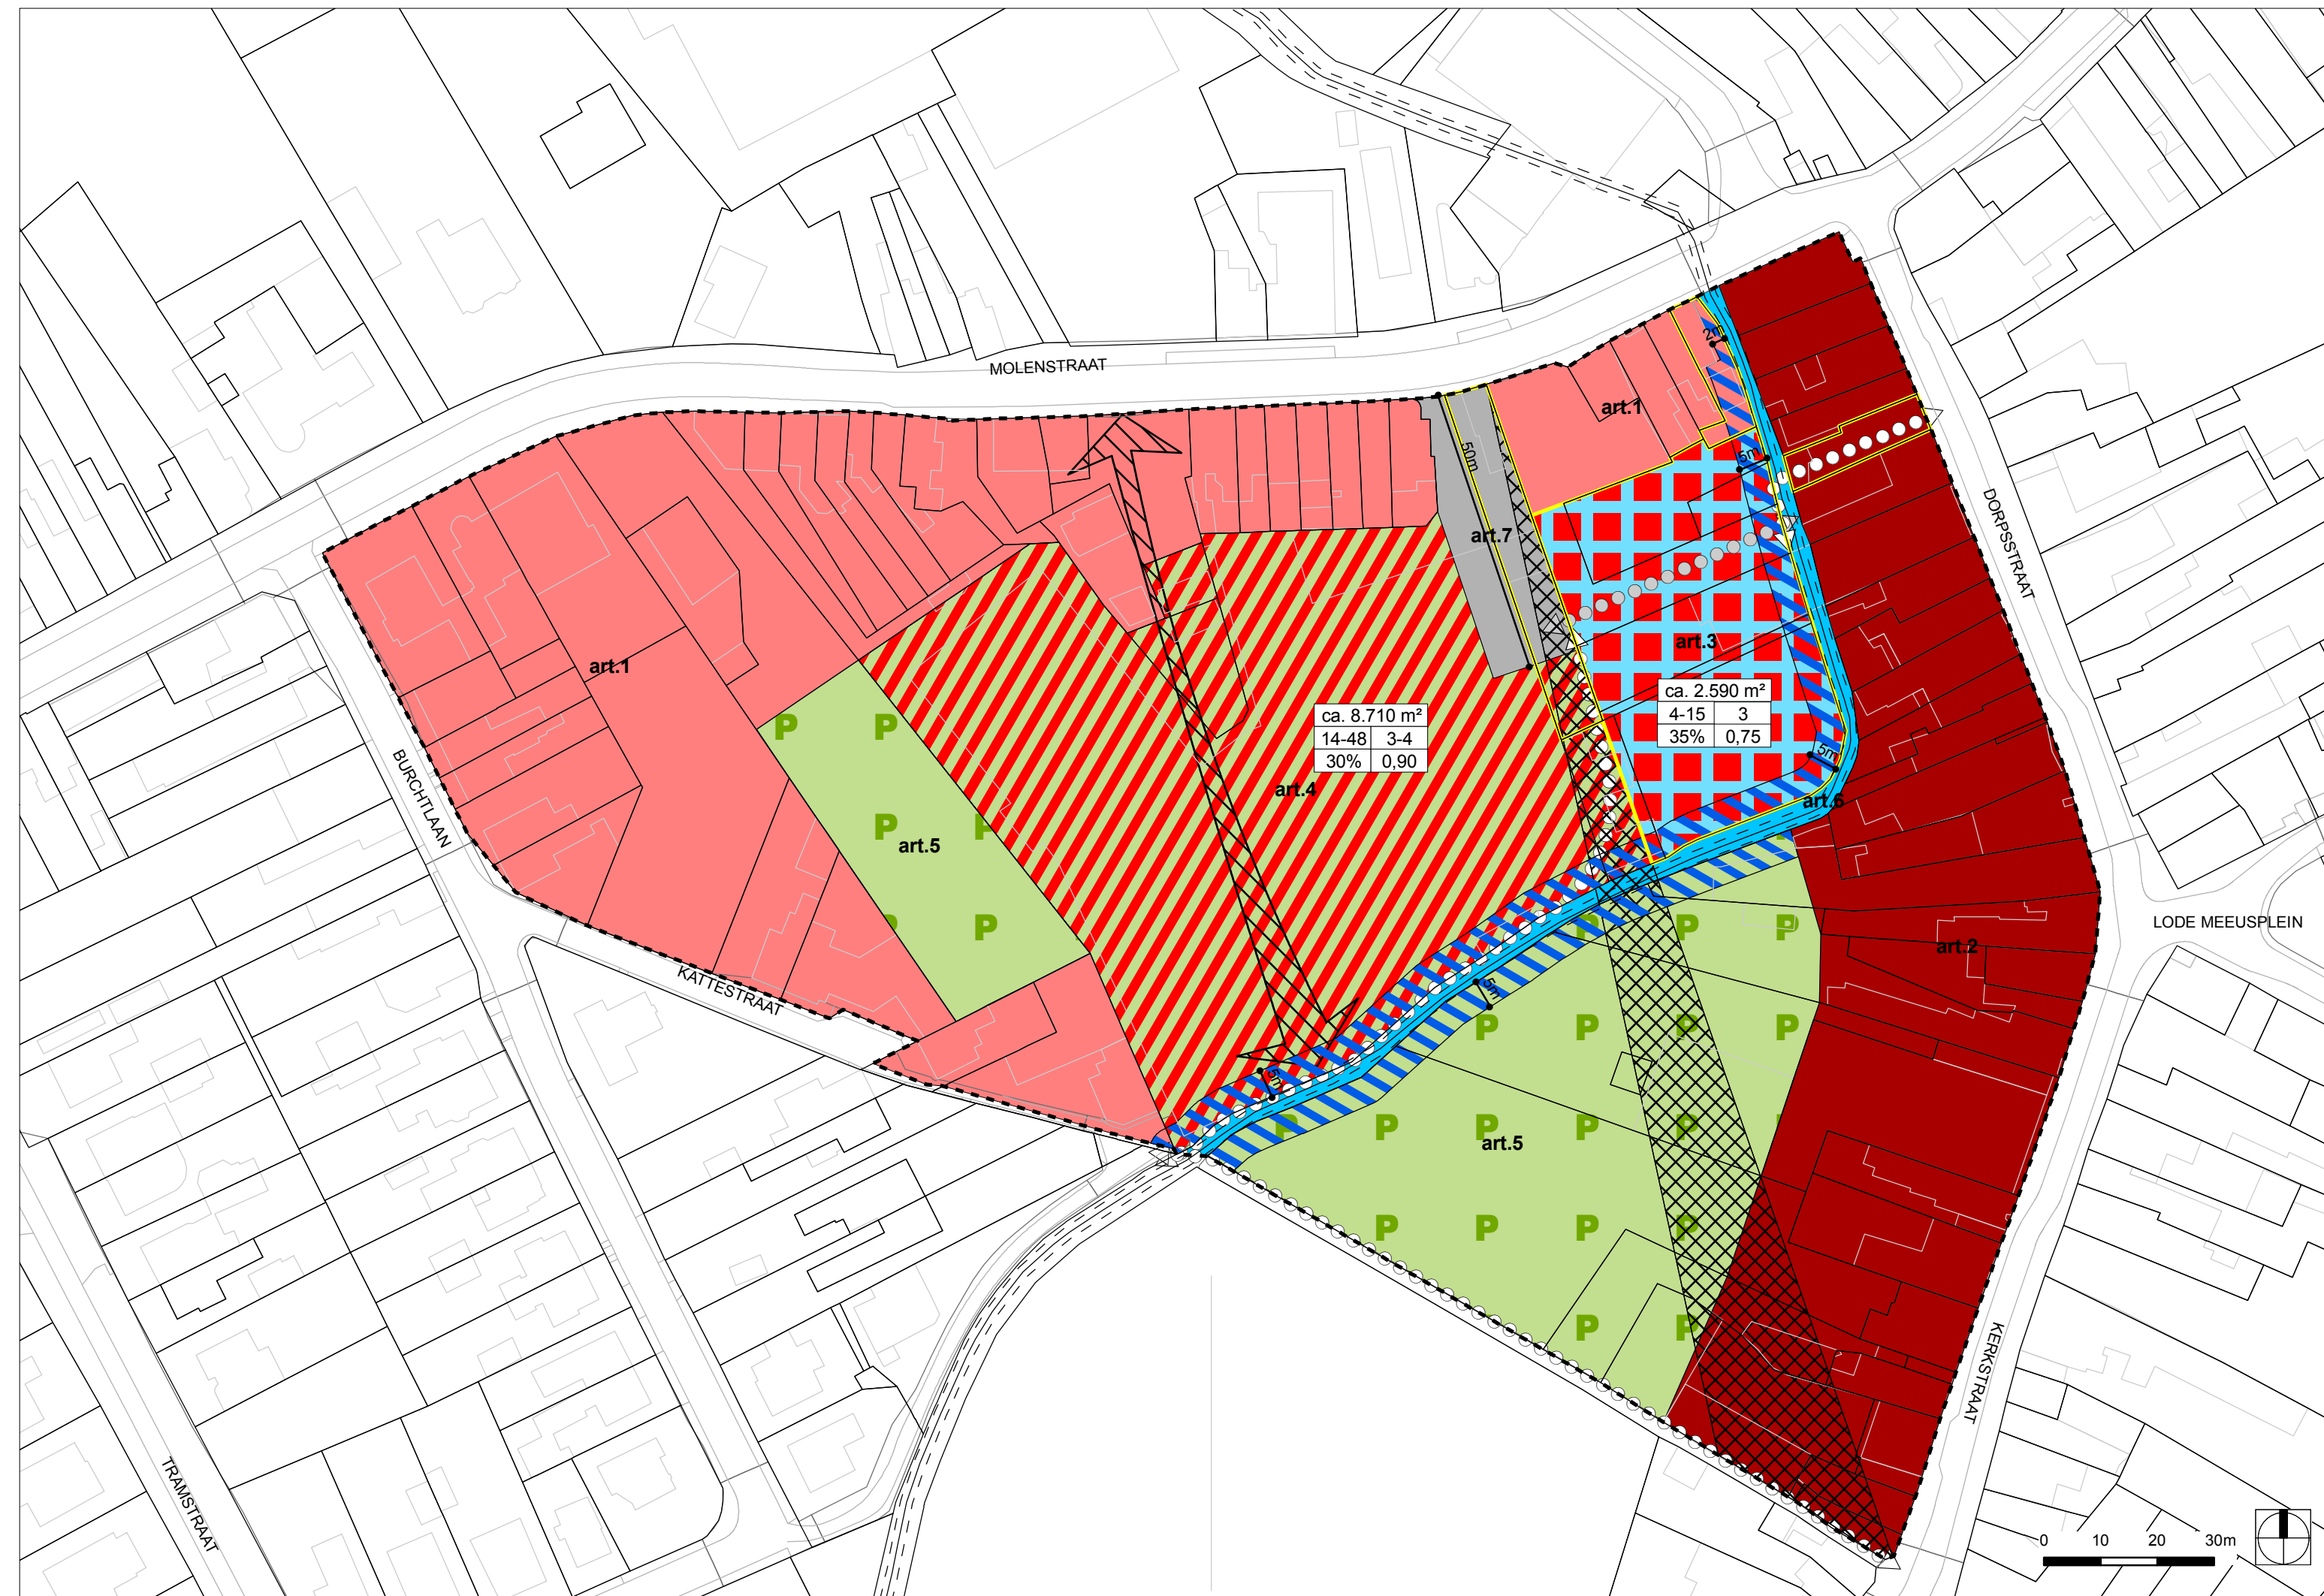 MOLENSTRAAT
2m
art.1
50m
5m
art.7
DORPSSTRAAT
art.3
art.1
ca. 2.590 m²
4-15 3
35% 0,75
ca. 8.710 m²
14-48 3-4
30% 0,90
P P
5m
art.4
BURCHTLAAN
art.6
P P
art.5
P P
P P P
LODE MEEUSPLEIN
art.2
KATTESTRAAT
5m
P P P P
5m
P P P P P
art.5
P P P P
P P
KERKSTRAAT
TRAMSTRAAT
0 10 20 30m